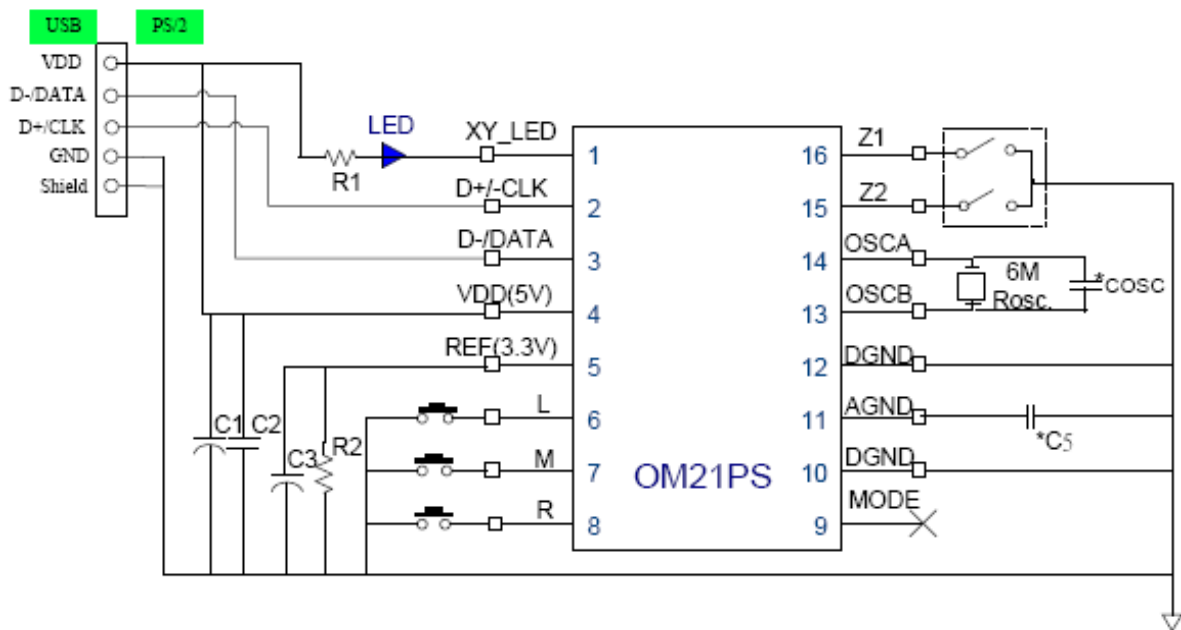 USB PS/2
VDD
D-/DATA
D+/CLK
GND
Shield
LED
R1
XY_LED
D+/-CLK
D-/DATA
VDD(5V)
REF(3.3V)
L
M
R
C1
C2
C3
R2
1
2
3
4
5
6
7
8
OM21PS
16
15
14
13
12
11
10
9
Z1
Z2
OSCA
OSCB
DGND
AGND
DGND
MODE
6M
Rosc.
*COSC
*C5